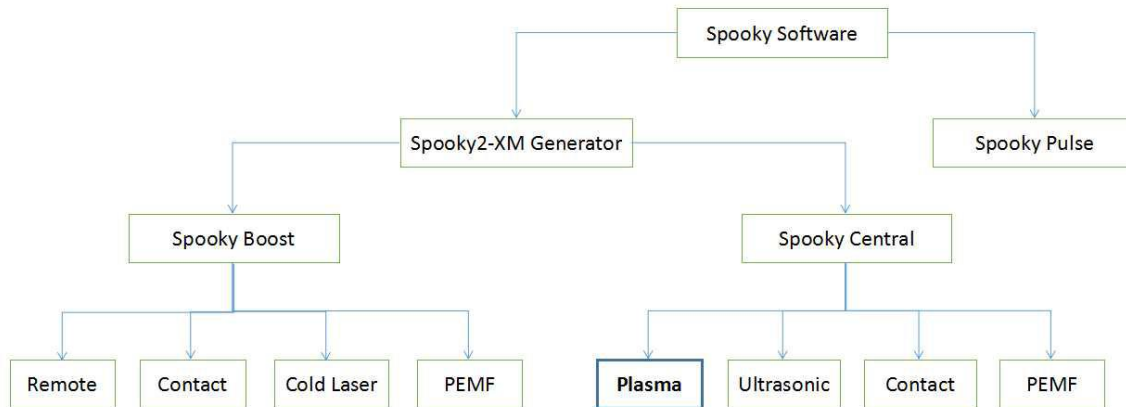 Spooky Software
Spooky2-XM Generator
Spooky Pulse
Spooky Boost
Spooky Central
Remote
Contact
Cold Laser
PEMF
Plasma
Ultrasonic
Contact
PEMF